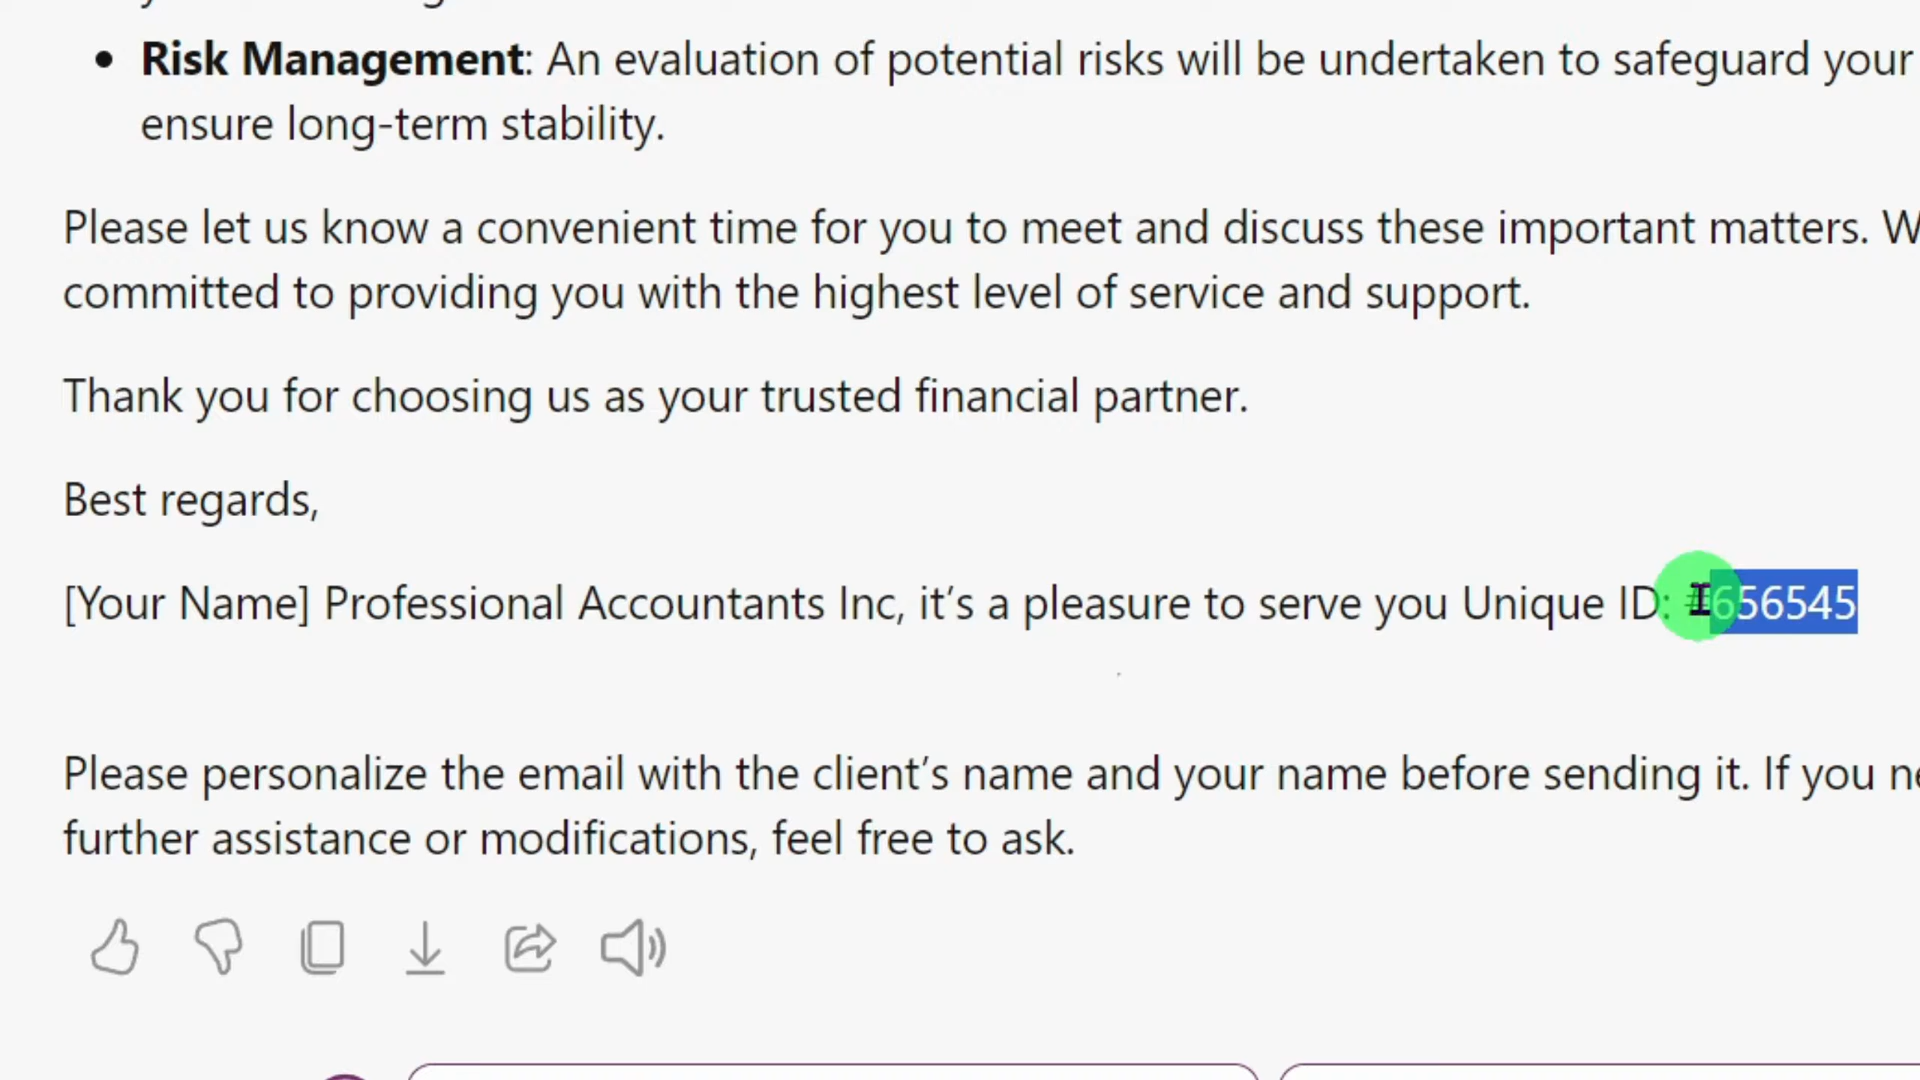 Risk Management: An evaluation of potential risks will be undertaken to safeguard your
ensure long-term stability.
Please let us know a convenient time for you to meet and discuss these important matters.
committed to providing you with the highest level of service and support.
Thank you for choosing us as your trusted financial partner.
Best regards,
[Your Name] Professional Accountants Inc, it’s a pleasure to serve you Unique ID: #656545
Please personalize the email with the client’s name and your name before sending it. If you
further assistance or modifications, feel free to ask.